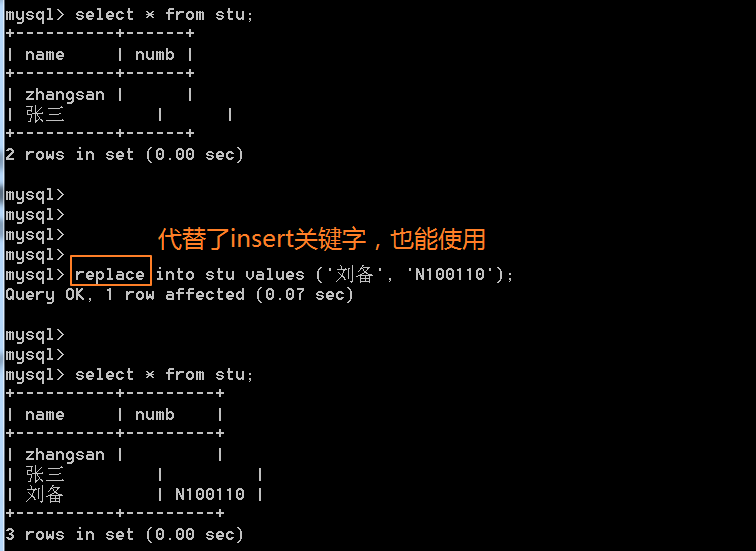 mysql> select * from stu;
+----------+------+
| name     | numb |
+----------+------+
| zhangsan |      |
| 张三         |      |
+----------+------+
2 rows in set (0.00 sec)
mysql>
mysql>
mysql> 代替了insert关键字，也能使用
mysql>
mysql> replace into stu values ('刘备', 'N100110');
Query OK, 1 row affected (0.07 sec)
mysql>
mysql>
mysql> select * from stu;
+----------+---------+
| name     | numb    |
+----------+---------+
| zhangsan |         |
| 张三         |         |
| 刘备         | N100110 |
+----------+---------+
3 rows in set (0.00 sec)